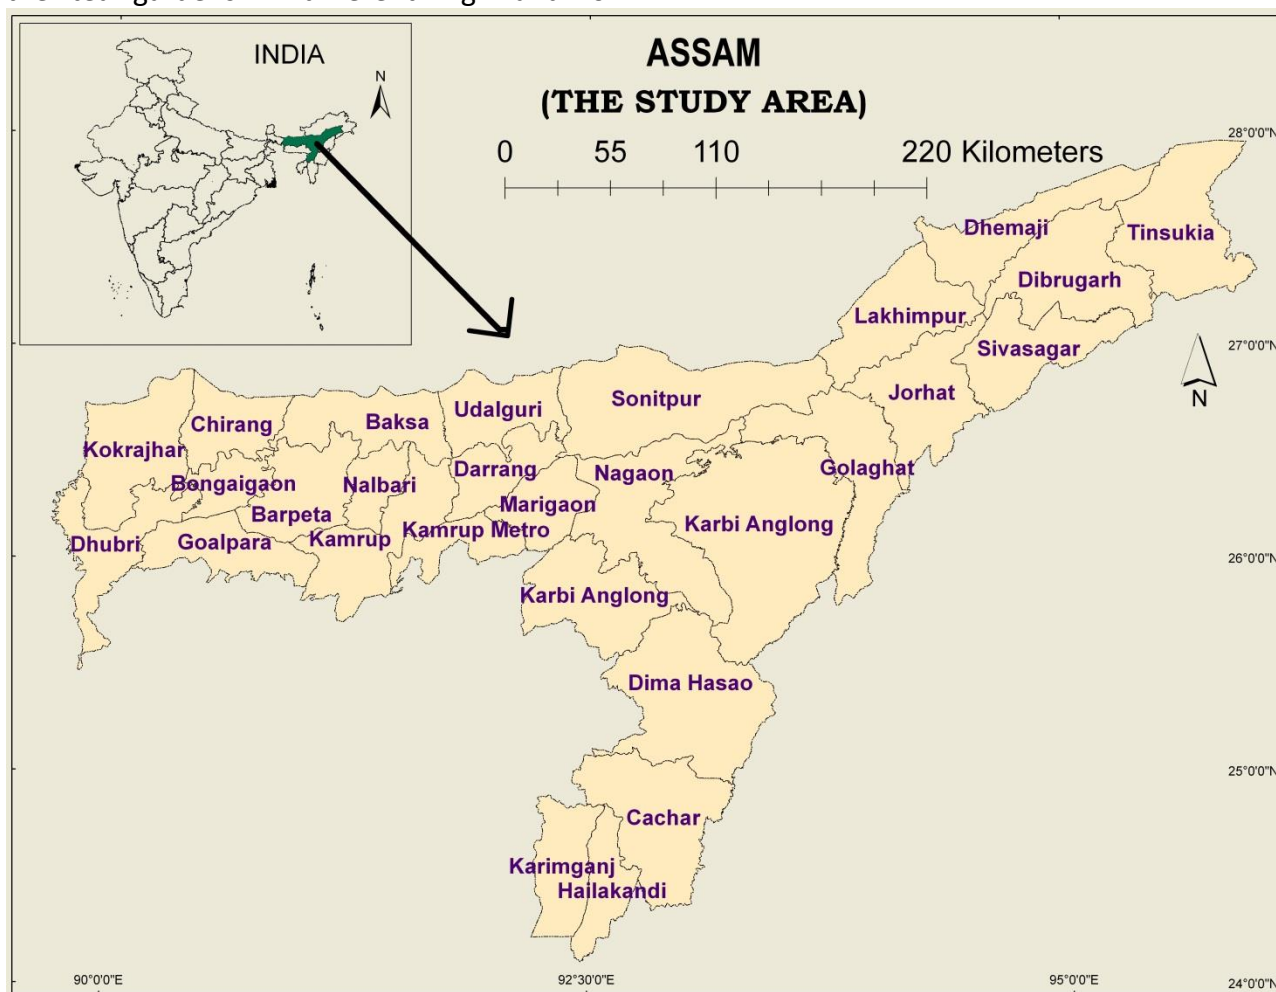 INDIA
N
ASSAM
(THE STUDY AREA)
0 55 110 220 Kilometers
28°0'0"N
Dhemaji
Tinsukia
Dibrugarh
Lakhimpur
Sivasagar
27°0'0"N
N
Jorhat
Sonitpur
Udalguri
Baksa
Chirang
Kokrajhar
Golaghat
Nagaon
Darrang
Bongaigaon
Nalbari
Marigaon
Barpeta
Karbi Anglong
Kamrup Metro
Kamrup
Goalpara
Dhubri
26°0'0"N
Karbi Anglong
Dima Hasao
25°0'0"N
Cachar
Karimganj
Hailakandi
90°0'0"E
92°30'0"E
95°0'0"E
24°0'0"N